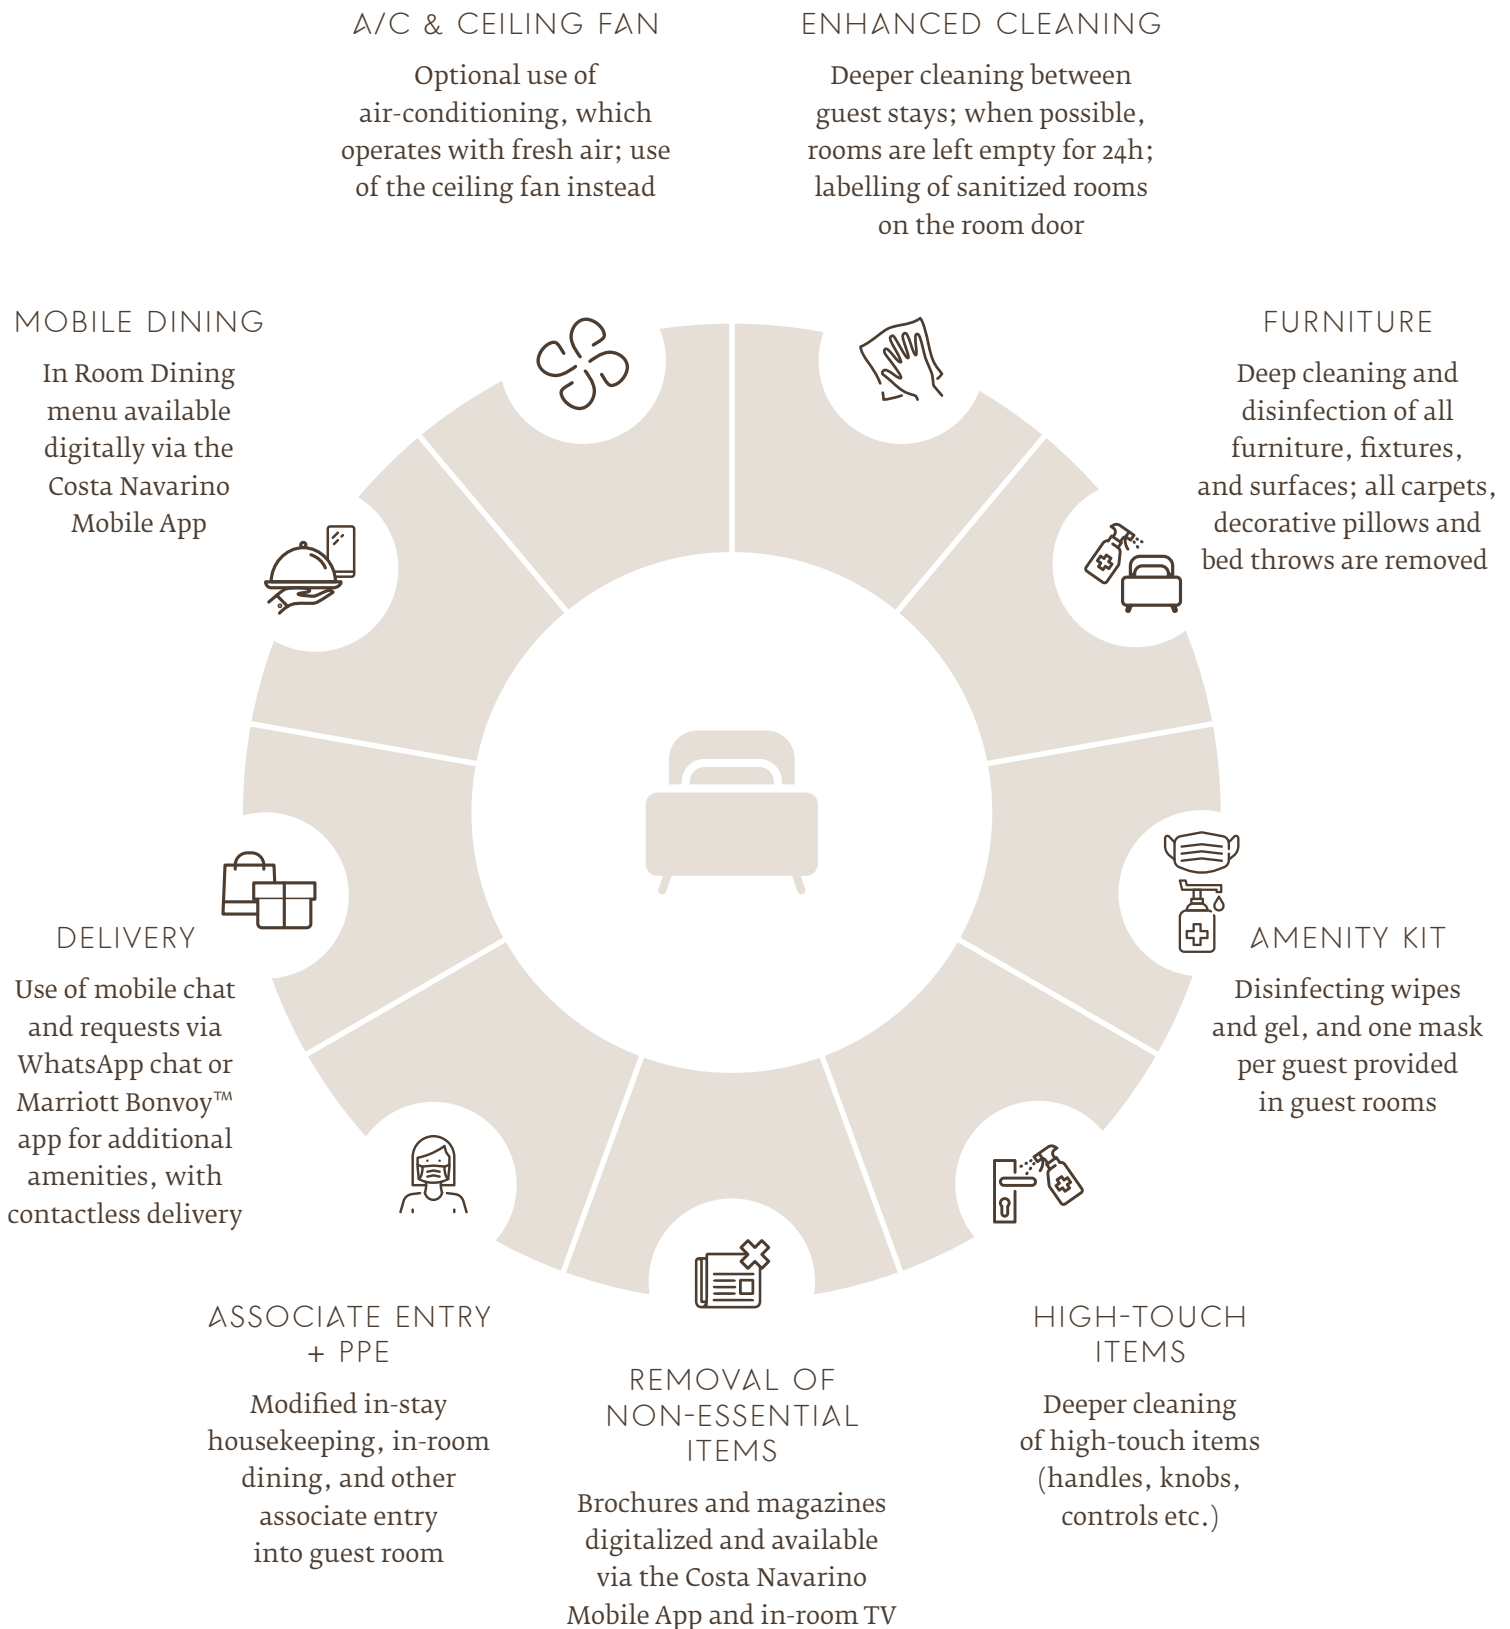 A/C & CEILING FAN
Optional use of
air-conditioning, which
operates with fresh air; use
of the ceiling fan instead
ENHANCED CLEANING
Deeper cleaning between
guest stays; when possible,
rooms are left empty for 24h;
labelling of sanitized rooms
on the room door
MOBILE DINING
In Room Dining
menu available
digitally via the
Costa Navarino
Mobile App
FURNITURE
Deep cleaning and
disinfection of all
furniture, fixtures,
and surfaces; all carpets,
decorative pillows and
bed throws are removed
DELIVERY
Use of mobile chat
and requests via
WhatsApp chat or
Marriott Bonvoy™
app for additional
amenities, with
contactless delivery
AMENITY KIT
Disinfecting wipes
and gel, and one mask
per guest provided
in guest rooms
ASSOCIATE ENTRY
+ PPE
Modified in-stay
housekeeping, in-room
dining, and other
associate entry
into guest room
REMOVAL OF
NON-ESSENTIAL
ITEMS
Brochures and magazines
digitalized and available
via the Costa Navarino
Mobile App and in-room TV
HIGH-TOUCH
ITEMS
Deeper cleaning
of high-touch items
(handles, knobs,
controls etc.)